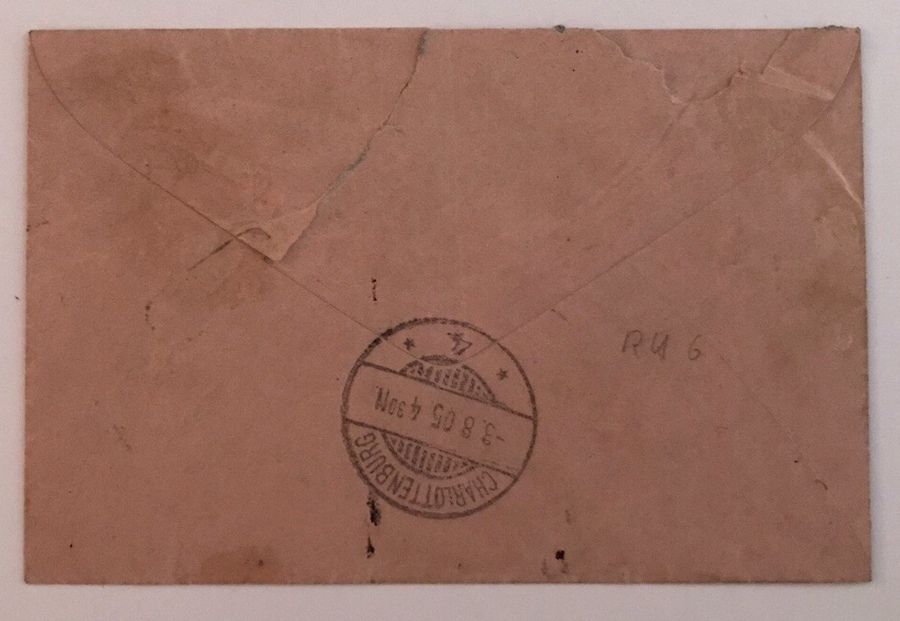 CHARLOTTENBURG
-3.8.05 4 30N.
* 4 *
RU 6